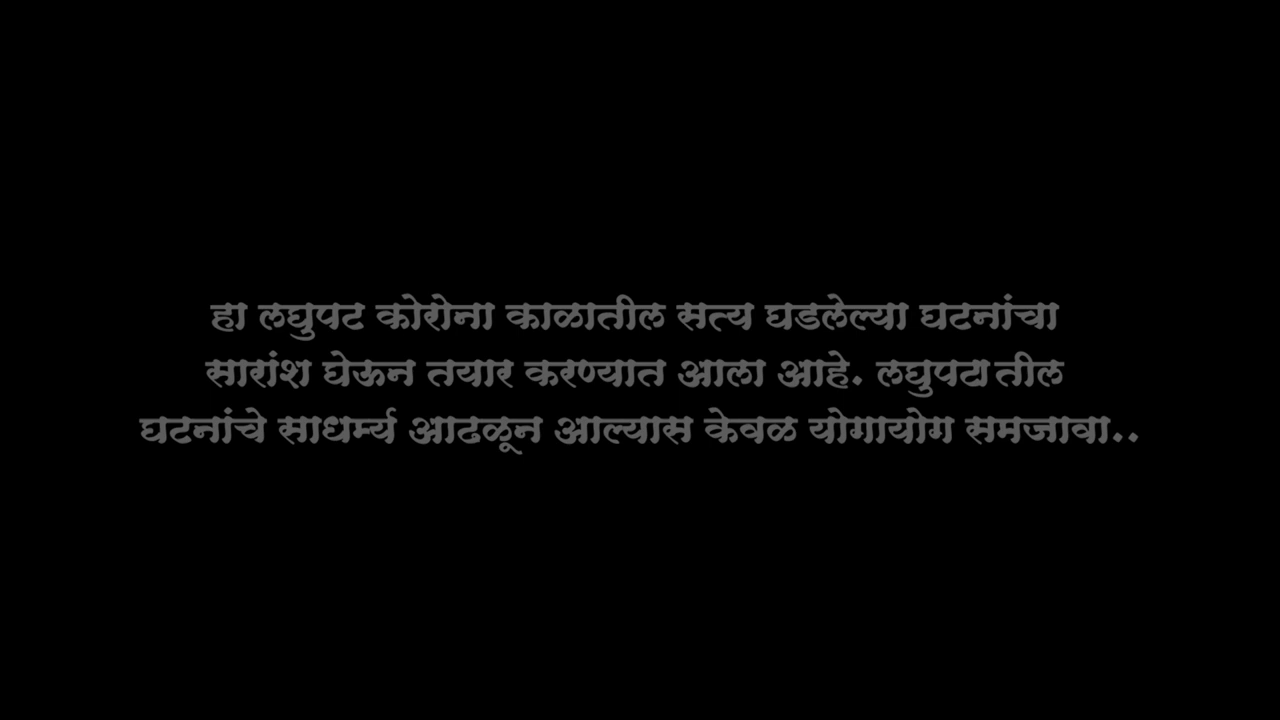 हा लघुपट कोरोना काळातील सत्य घडलेल्या घटनांचा
सारांश घेऊन तयार करण्यात आला आहे. लघुपटातील
घटनांचे साधर्म्य आढळून आल्यास केवळ योगायोग समजावा..